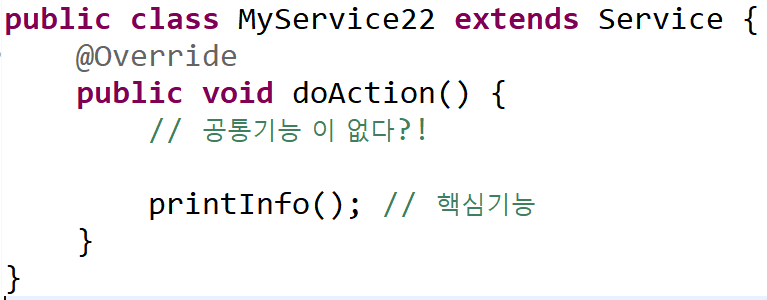 public class MyService22 extends Service {
@Override
public void doAction() {
// 공통기능 이 없다?!
printInfo(); // 핵심기능
}
}